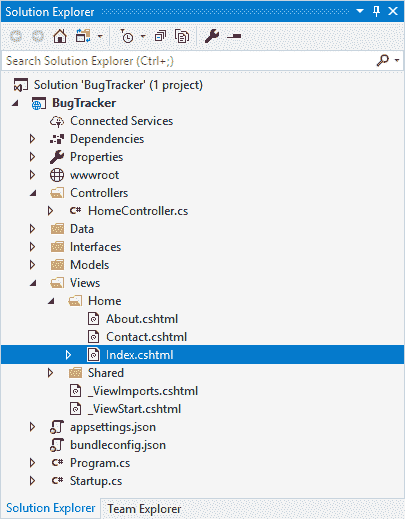 Solution Explorer
Search Solution Explorer (Ctrl+;)
Solution 'BugTracker' (1 project)
BugTracker
Connected Services
Dependencies
Properties
wwwroot
Controllers
C# HomeController.cs
Data
Interfaces
Models
Views
Home
About.cshtml
Contact.cshtml
Index.cshtml
Shared
_ViewImports.cshtml
_ViewStart.cshtml
appsettings.json
bundleconfig.json
C# Program.cs
C# Startup.cs
Solution Explorer Team Explorer